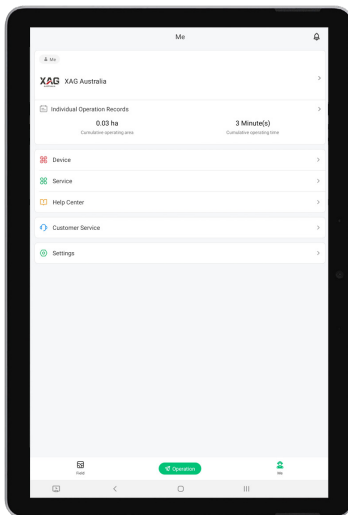 Me
Me
XAG XAG Australia
Individual Operation Records
0.03 ha
3 Minute(s)
Cumulative operating area
Cumulative operating time
Device
Service
Help Center
Customer Service
Settings
Field
Operation
Me